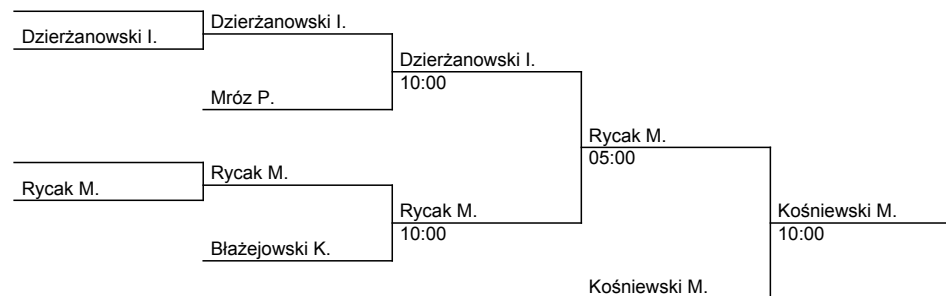 Dzierżanowski I.
Dzierżanowski I.
Dzierżanowski I.
10:00
Mróz P.
Rycak M.
05:00
Rycak M.
Rycak M.
Rycak M.
10:00
Kośniewski M.
10:00
Błażejowski K.
Kośniewski M.